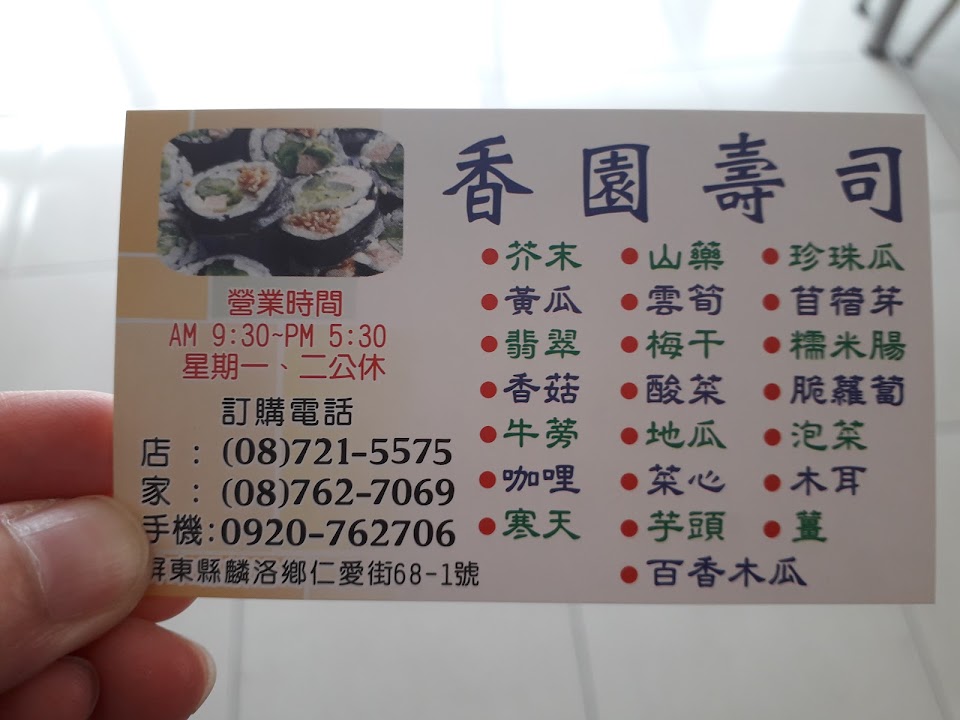 香園壽司
營業時間
AM 9:30~PM 5:30
星期一、二公休
訂購電話
店：(08)721-5575
家：(08)762-7069
手機:0920-762706
屏東縣麟洛鄉仁愛街68-1號
●芥末 ●山藥 ●珍珠瓜
●黃瓜 ●雲筍 ●苜蓿芽
●翡翠 ●梅干 ●糯米腸
●香菇 ●酸菜 ●脆蘿蔔
●牛蒡 ●地瓜 ●泡菜
●咖哩 ●菜心 ●木耳
●寒天 ●芋頭 ●薑
●百香木瓜